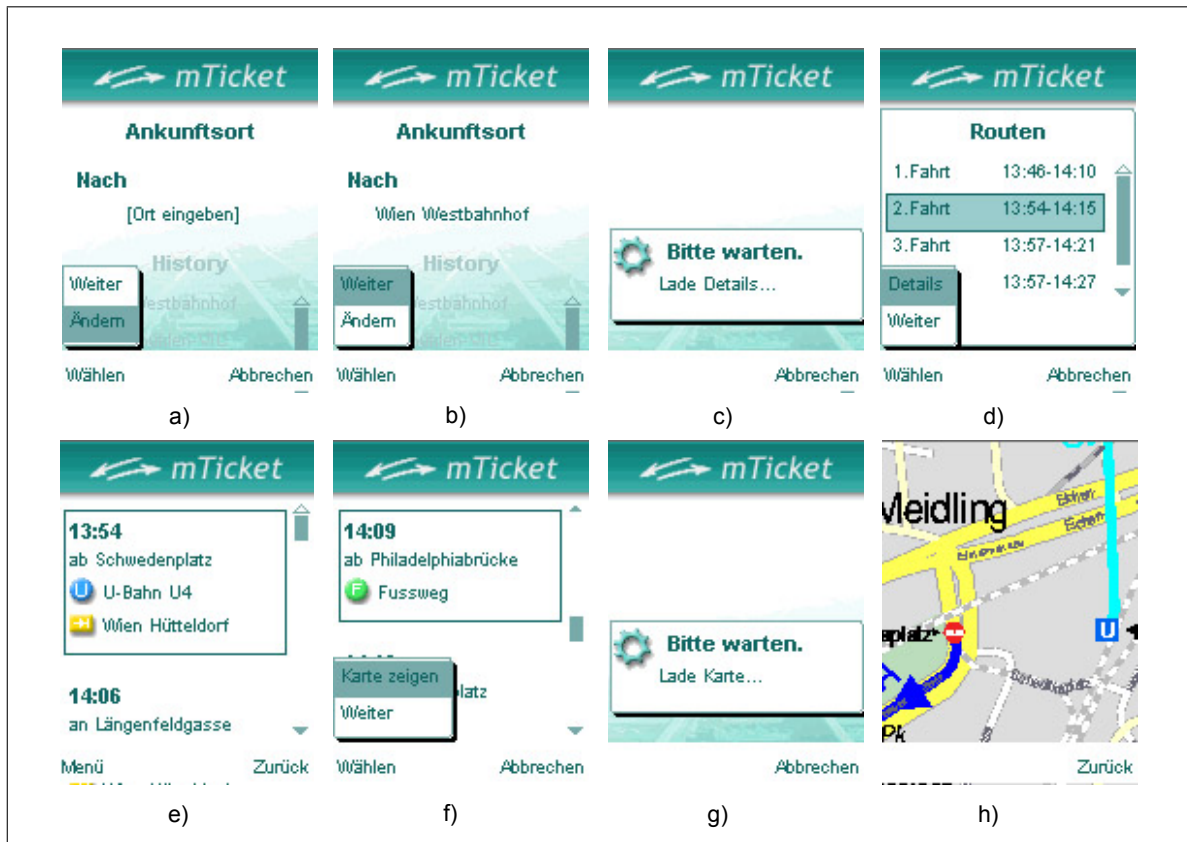 mTicket
Ankunftsort
Nach
[Ort eingeben]
History
Weiter
Ändern
Wählen Abbrechen
a)
mTicket
Ankunftsort
Nach
Wien Westbahnhof
History
Weiter
Ändern
Wählen Abbrechen
b)
mTicket
Bitte warten.
Lade Details...
Abbrechen
c)
mTicket
Routen
1.Fahrt 13:46-14:10
2.Fahrt 13:54-14:15
3.Fahrt 13:57-14:21
13:57-14:27
Details
Weiter
Wählen Abbrechen
d)
mTicket
13:54
ab Schwedenplatz
U U-Bahn U4
Wien Hütteldorf
14:06
an Längenfeldgasse
Menü Zurück
e)
mTicket
14:09
ab Philadelphiabrücke
F Fussweg
latz
Karte zeigen
Weiter
Wählen Abbrechen
f)
mTicket
Bitte warten.
Lade Karte...
Abbrechen
g)
Meidling
platz
U
Pk
Zurück
h)